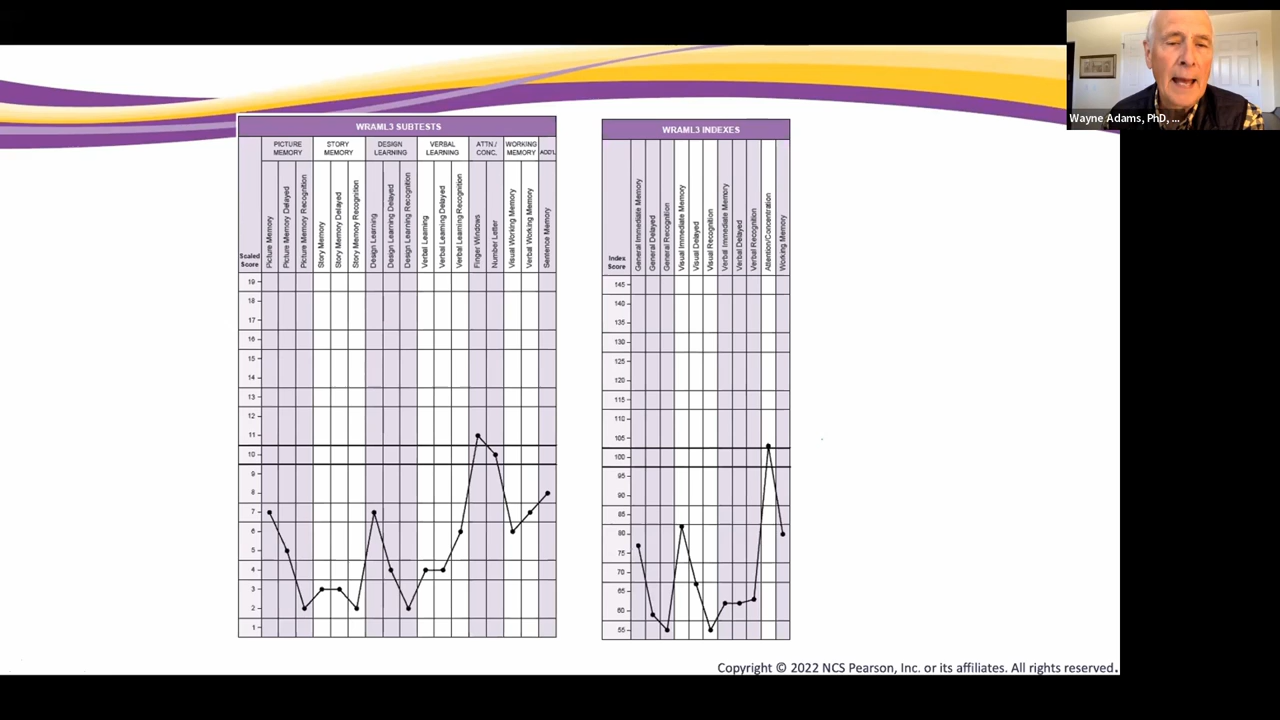 Wayne Adams, PhD, ...
WRAML3 SUBTESTS
PICTURE MEMORY
STORY MEMORY
DESIGN LEARNING
VERBAL LEARNING
ATTN./ CONC.
WORKING MEMORY
ADD'L
Scaled Score
Picture Memory
Picture Memory Delayed
Picture Memory Recognition
Story Memory
Story Memory Delayed
Story Memory Recognition
Design Learning
Design Learning Delayed
Design Learning Recognition
Verbal Learning
Verbal Learning Delayed
Verbal Learning Recognition
Finger Windows
Number Letter
Visual Working Memory
Verbal Working Memory
Sentence Memory
19
18
17
16
15
14
13
12
11
10
9
8
7
6
5
4
3
2
1
WRAML3 INDEXES
Index Score
General Immediate Memory
General Delayed
General Recognition
Visual Immediate Memory
Visual Delayed
Visual Recognition
Verbal Immediate Memory
Verbal Delayed
Verbal Recognition
Attention/Concentration
Working Memory
145
140
135
130
125
120
115
110
105
100
95
90
85
80
75
70
65
60
55
Copyright © 2022 NCS Pearson, Inc. or its affiliates. All rights reserved.